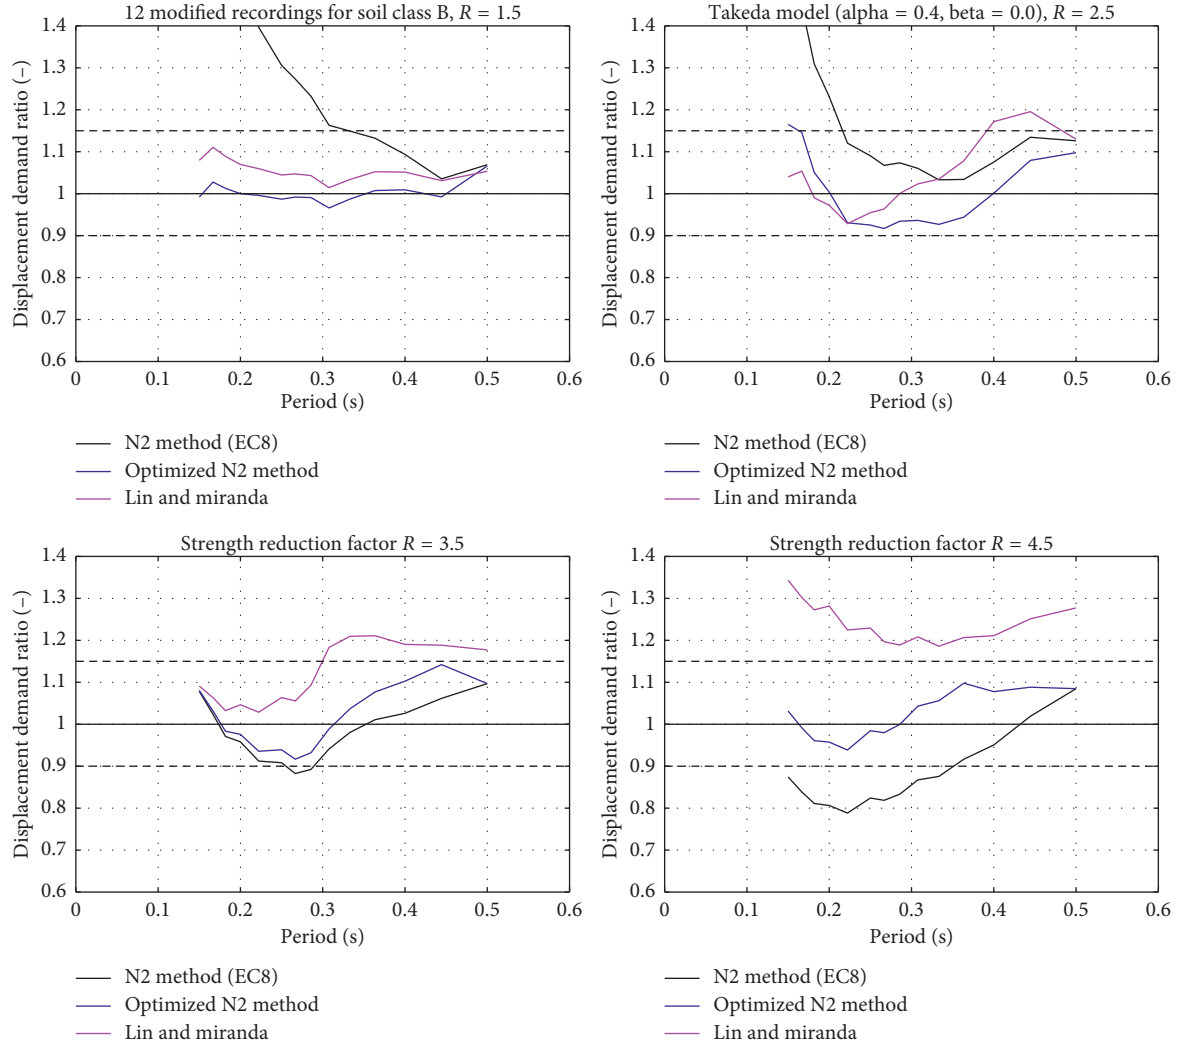 12 modified recordings for soil class B, R = 1.5
1.4
1.3
1.2
1.1
1
0.9
0.8
0.7
0.6
Displacement demand ratio (–)
0
0.1
0.2
0.3
0.4
0.5
0.6
Period (s)
N2 method (EC8)
Optimized N2 method
Lin and miranda
Takeda model (alpha = 0.4, beta = 0.0), R = 2.5
1.4
1.3
1.2
1.1
1
0.9
0.8
0.7
0.6
Displacement demand ratio (–)
0
0.1
0.2
0.3
0.4
0.5
0.6
Period (s)
N2 method (EC8)
Optimized N2 method
Lin and miranda
Strength reduction factor R = 3.5
1.4
1.3
1.2
1.1
1
0.9
0.8
0.7
0.6
Displacement demand ratio (–)
0
0.1
0.2
0.3
0.4
0.5
0.6
Period (s)
N2 method (EC8)
Optimized N2 method
Lin and miranda
Strength reduction factor R = 4.5
1.4
1.3
1.2
1.1
1
0.9
0.8
0.7
0.6
Displacement demand ratio (–)
0
0.1
0.2
0.3
0.4
0.5
0.6
Period (s)
N2 method (EC8)
Optimized N2 method
Lin and miranda